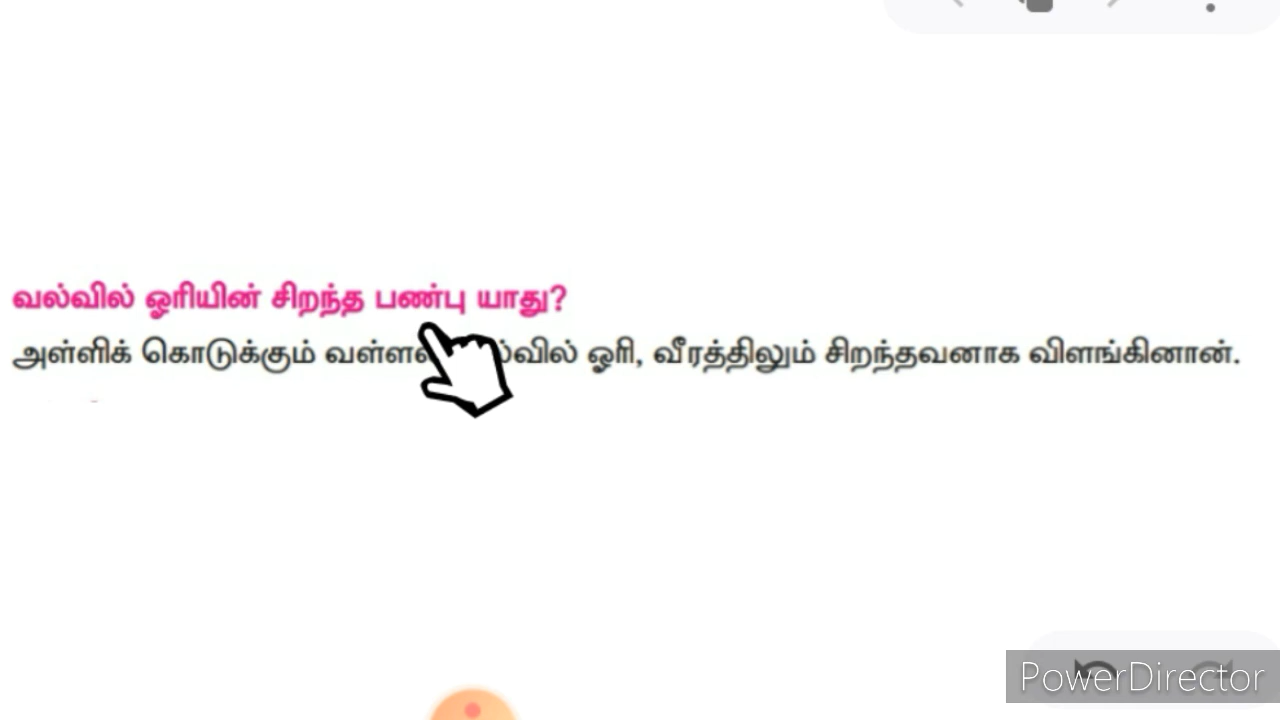 வல்வில் ஓரியின் சிறந்த பண்பு யாது?
அள்ளிக் கொடுக்கும் ஓரி, வீரத்திலும் சிறந்தவனாக விளங்கினான்.
PowerDirector